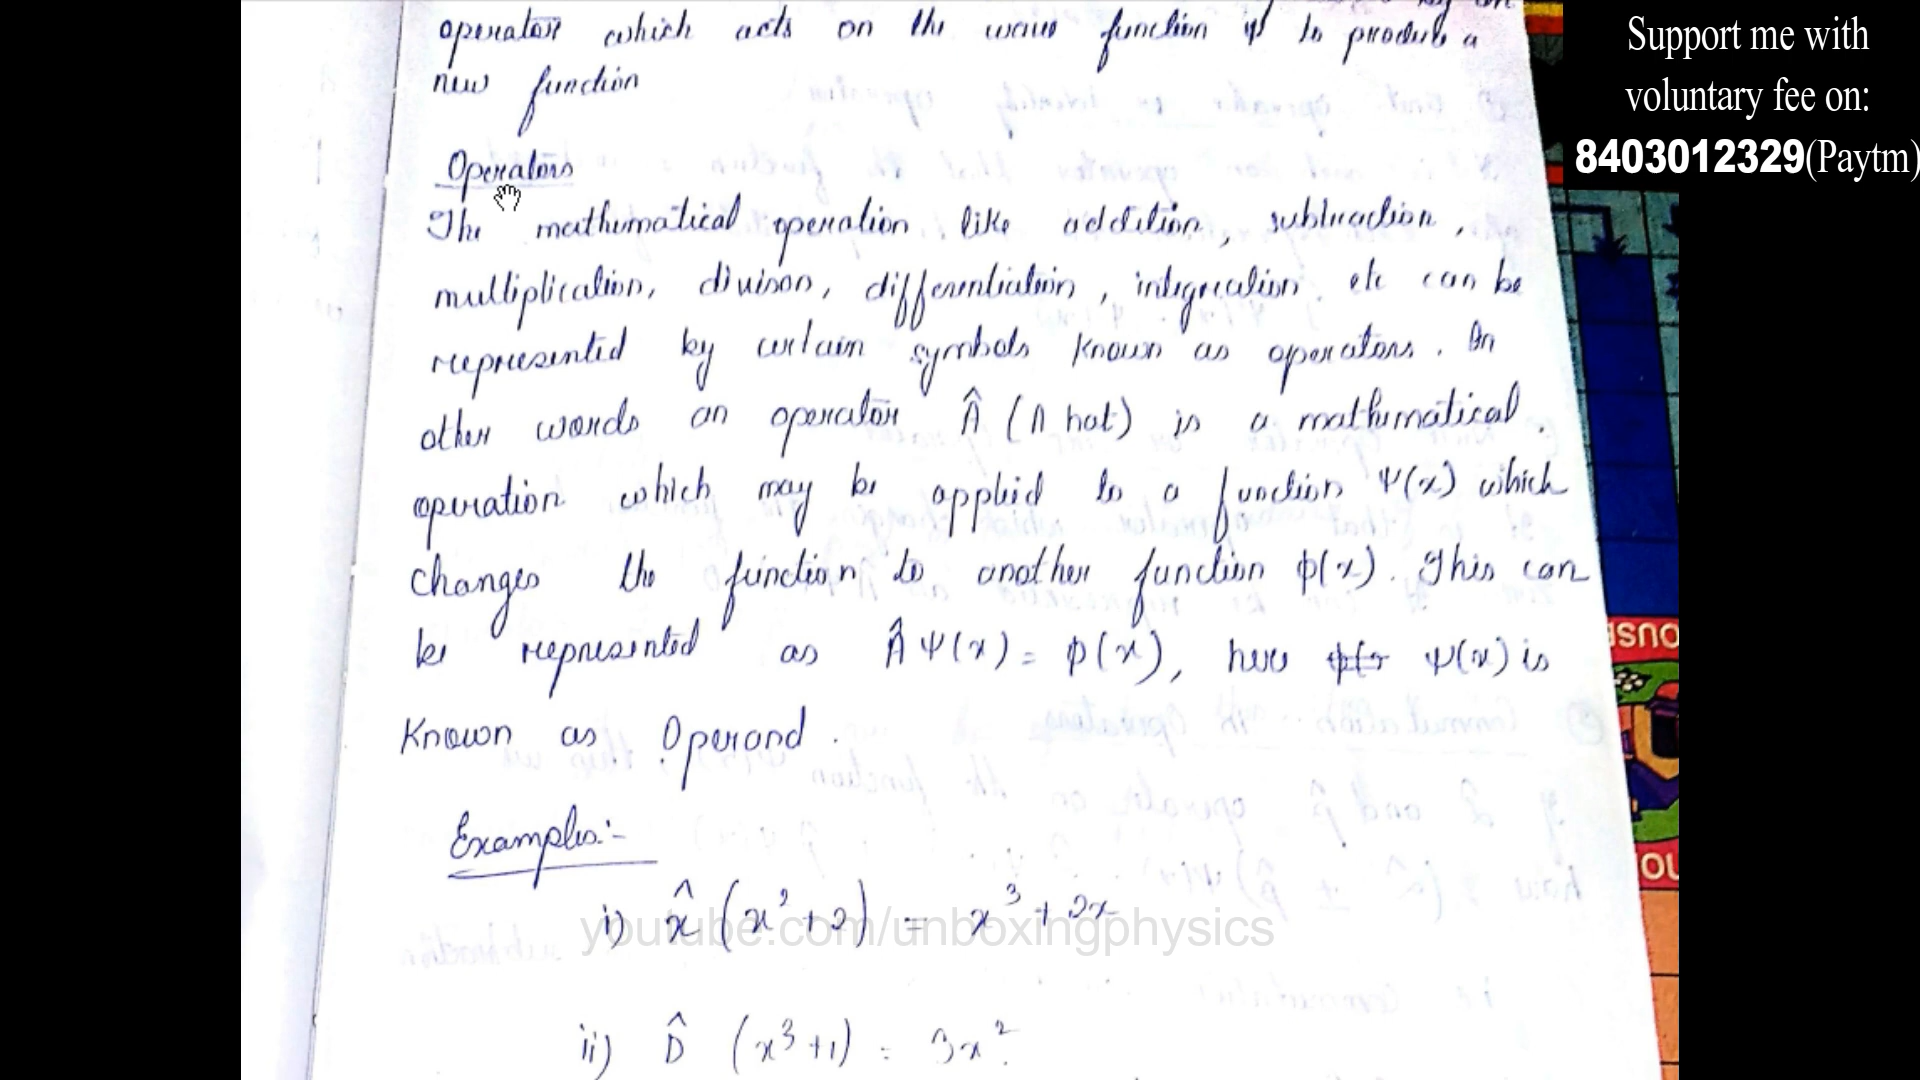 operator which acts on the wave function ψ to produce a
new function
Operators
The mathematical operation like addition, subtraction,
multiplication, divison, differentiation, integration etc can be
represented by certain symbols known as operators. In
other words an operator Â (A hat) is a mathematical
operation which may be applied to a function Ψ(x) which
changes the function to another function ϕ(x). This can
be represented as ÂΨ(x) = ϕ(x), here Ψ(x) is
Known as Operand.
Examples:-
i) x̂ (x² + 2) = x³ + 2x
youtube.com/unboxingphysics
ii) D̂ (x³ + 1) = 3x²
Support me with
voluntary fee on:
8403012329(Paytm)